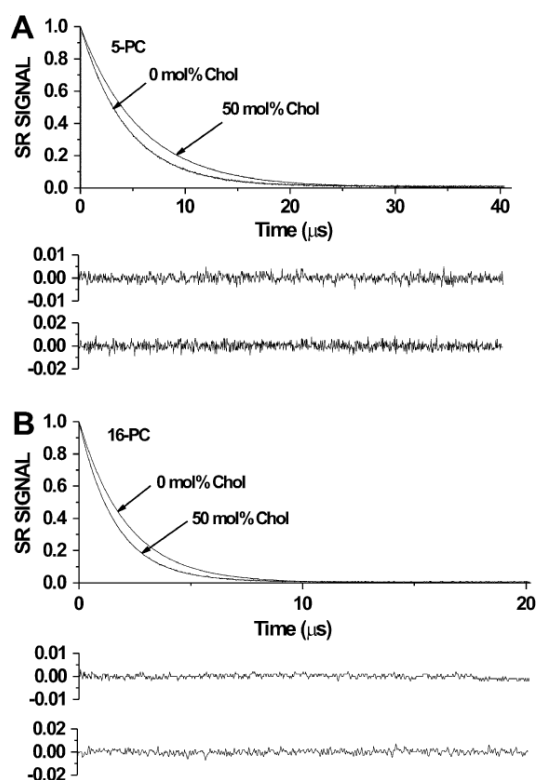 A
5-PC
0 mol% Chol
50 mol% Chol
SR SIGNAL
1.0
0.8
0.6
0.4
0.2
0.0
0 10 20 30 40
Time (μs)
0.01
0.00
-0.01
0.02
0.00
-0.02
B
16-PC
0 mol% Chol
50 mol% Chol
SR SIGNAL
1.0
0.8
0.6
0.4
0.2
0.0
0 10 20
Time (μs)
0.01
0.00
-0.01
0.02
0.00
-0.02